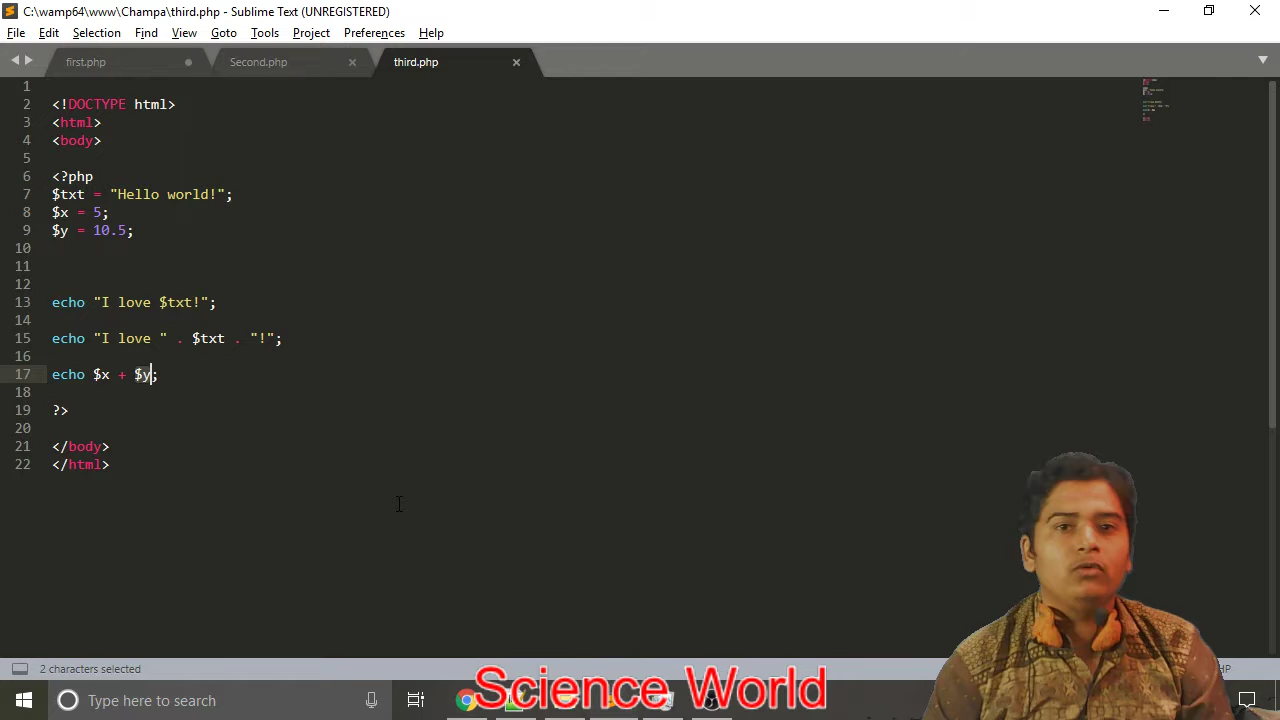 C:\wamp64\www\Champa\third.php - Sublime Text (UNREGISTERED)
File Edit Selection Find View Goto Tools Project Preferences Help
first.php Second.php third.php
1
2 <!DOCTYPE html>
3 <html>
4 <body>
5
6 <?php
7 $txt = "Hello world!";
8 $x = 5;
9 $y = 10.5;
10
11
12
13 echo "I love $txt!";
14
15 echo "I love " . $txt . "!";
16
17 echo $x + $y;
18
19 ?>
20
21 </body>
22 </html>
2 characters selected
Science World
Type here to search